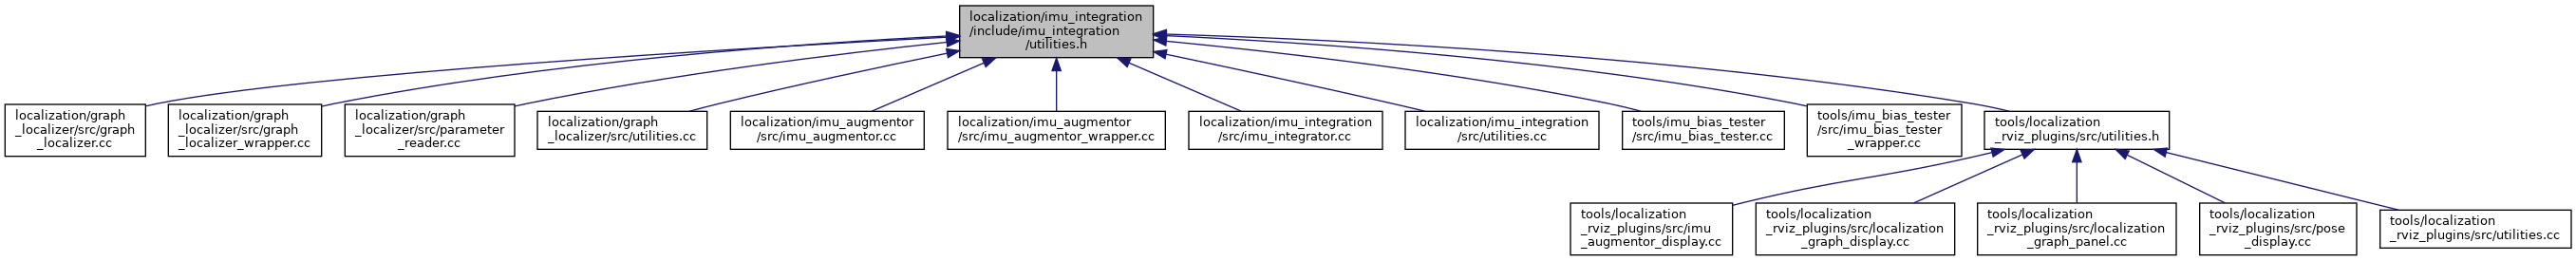 localization/imu_integration
/include/imu_integration
/utilities.h
localization/graph
_localizer/src/graph
_localizer.cc
localization/graph
_localizer/src/graph
_localizer_wrapper.cc
localization/graph
_localizer/src/parameter
_reader.cc
localization/graph
_localizer/src/utilities.cc
localization/imu_augmentor
/src/imu_augmentor.cc
localization/imu_augmentor
/src/imu_augmentor_wrapper.cc
localization/imu_integration
/src/imu_integrator.cc
localization/imu_integration
/src/utilities.cc
tools/imu_bias_tester
/src/imu_bias_tester.cc
tools/imu_bias_tester
/src/imu_bias_tester
_wrapper.cc
tools/localization
_rviz_plugins/src/utilities.h
tools/localization
_rviz_plugins/src/imu
_augmentor_display.cc
tools/localization
_rviz_plugins/src/localization
_graph_display.cc
tools/localization
_rviz_plugins/src/localization
_graph_panel.cc
tools/localization
_rviz_plugins/src/pose
_display.cc
tools/localization
_rviz_plugins/src/utilities.cc